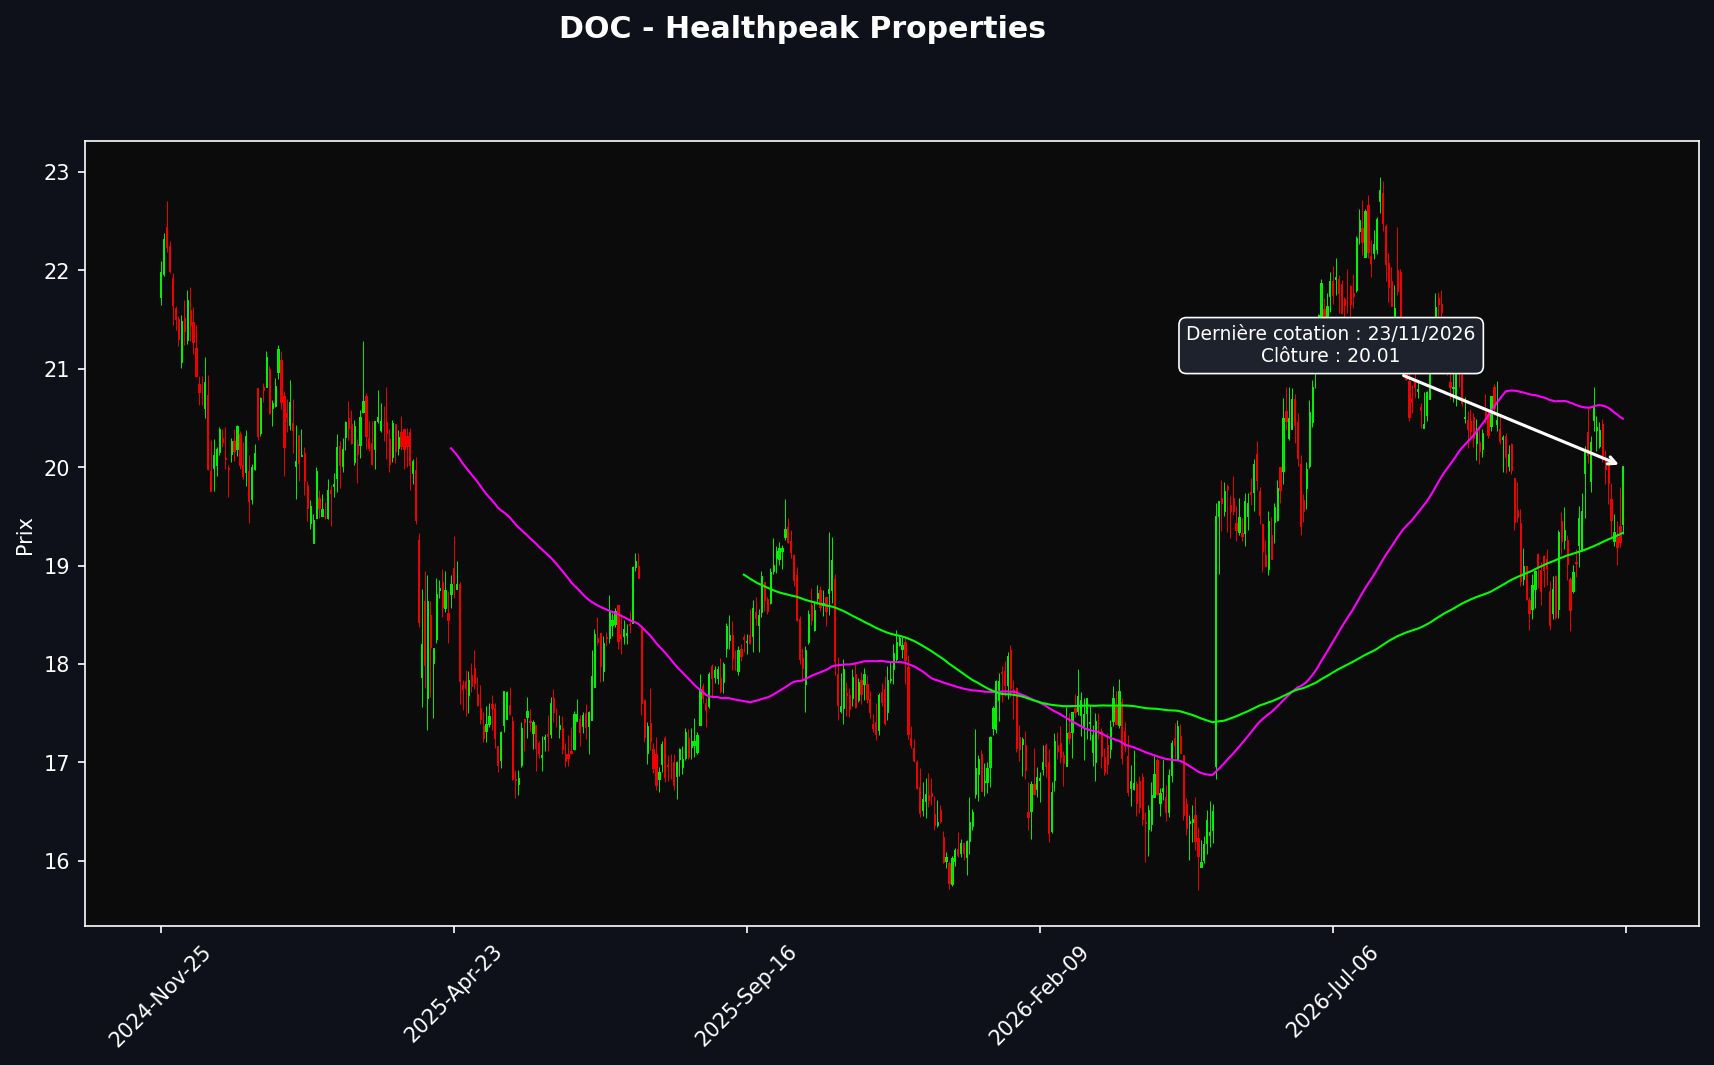 DOC - Healthpeak Properties
23
22
21
20
19
18
17
16
Prix
Dernière cotation : 23/11/2026
Clôture : 20.01
2024-Nov-25
2025-Apr-23
2025-Sep-16
2026-Feb-09
2026-Jul-06